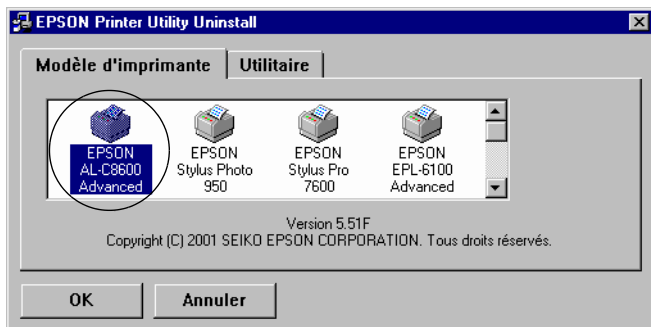 EPSON Printer Utility Uninstall
Modèle d'imprimante
Utilitaire
EPSON AL-C8600 Advanced
EPSON Stylus Photo 950
EPSON Stylus Pro 7600
EPSON EPL-6100 Advanced
Version 5.51F
Copyright (C) 2001 SEIKO EPSON CORPORATION. Tous droits réservés.
OK
Annuler